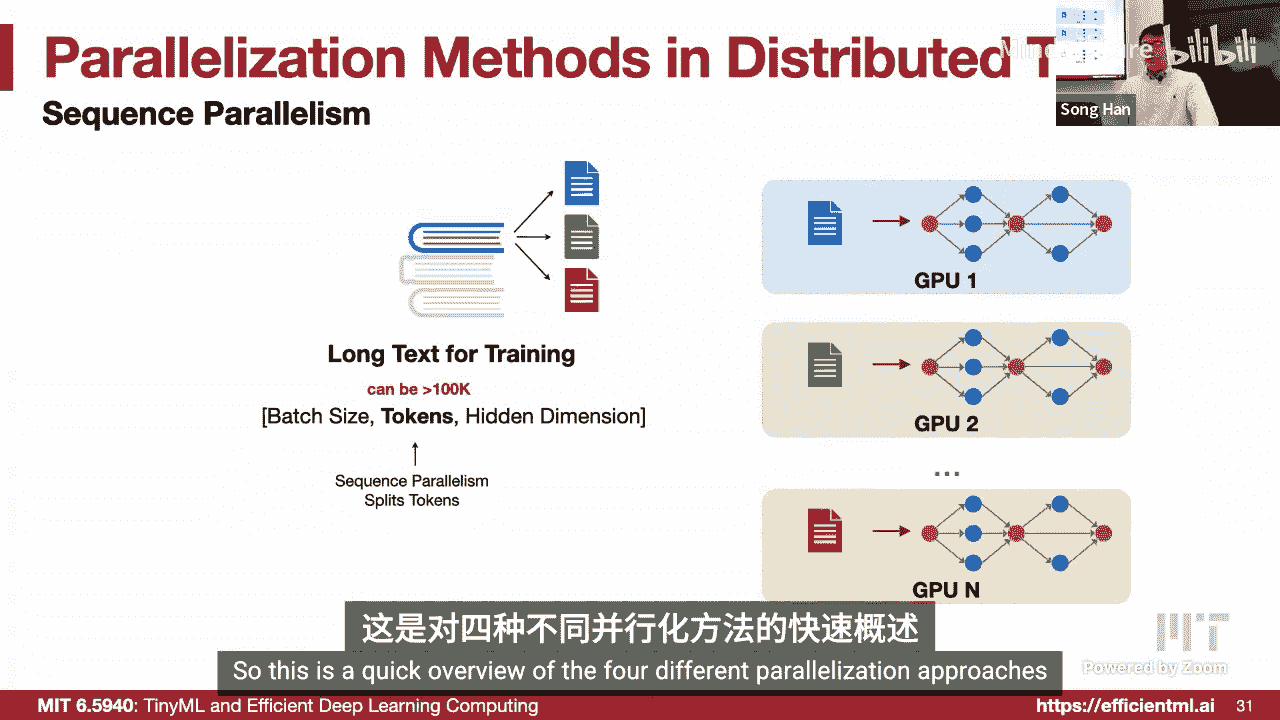 Parallelization Methods in Distributed T
Sequence Parallelism
bilibili
Song Han
Long Text for Training
can be >100K
[Batch Size, Tokens, Hidden Dimension]
Sequence Parallelism
Splits Tokens
GPU 1
GPU 2
...
GPU N
这是对四种不同并行化方法的快速概述
So this is a quick overview of the four different parallelization approaches
MIT
Powered by Zoom
MIT 6.5940: TinyML and Efficient Deep Learning Computing
https://efficientml.ai
31